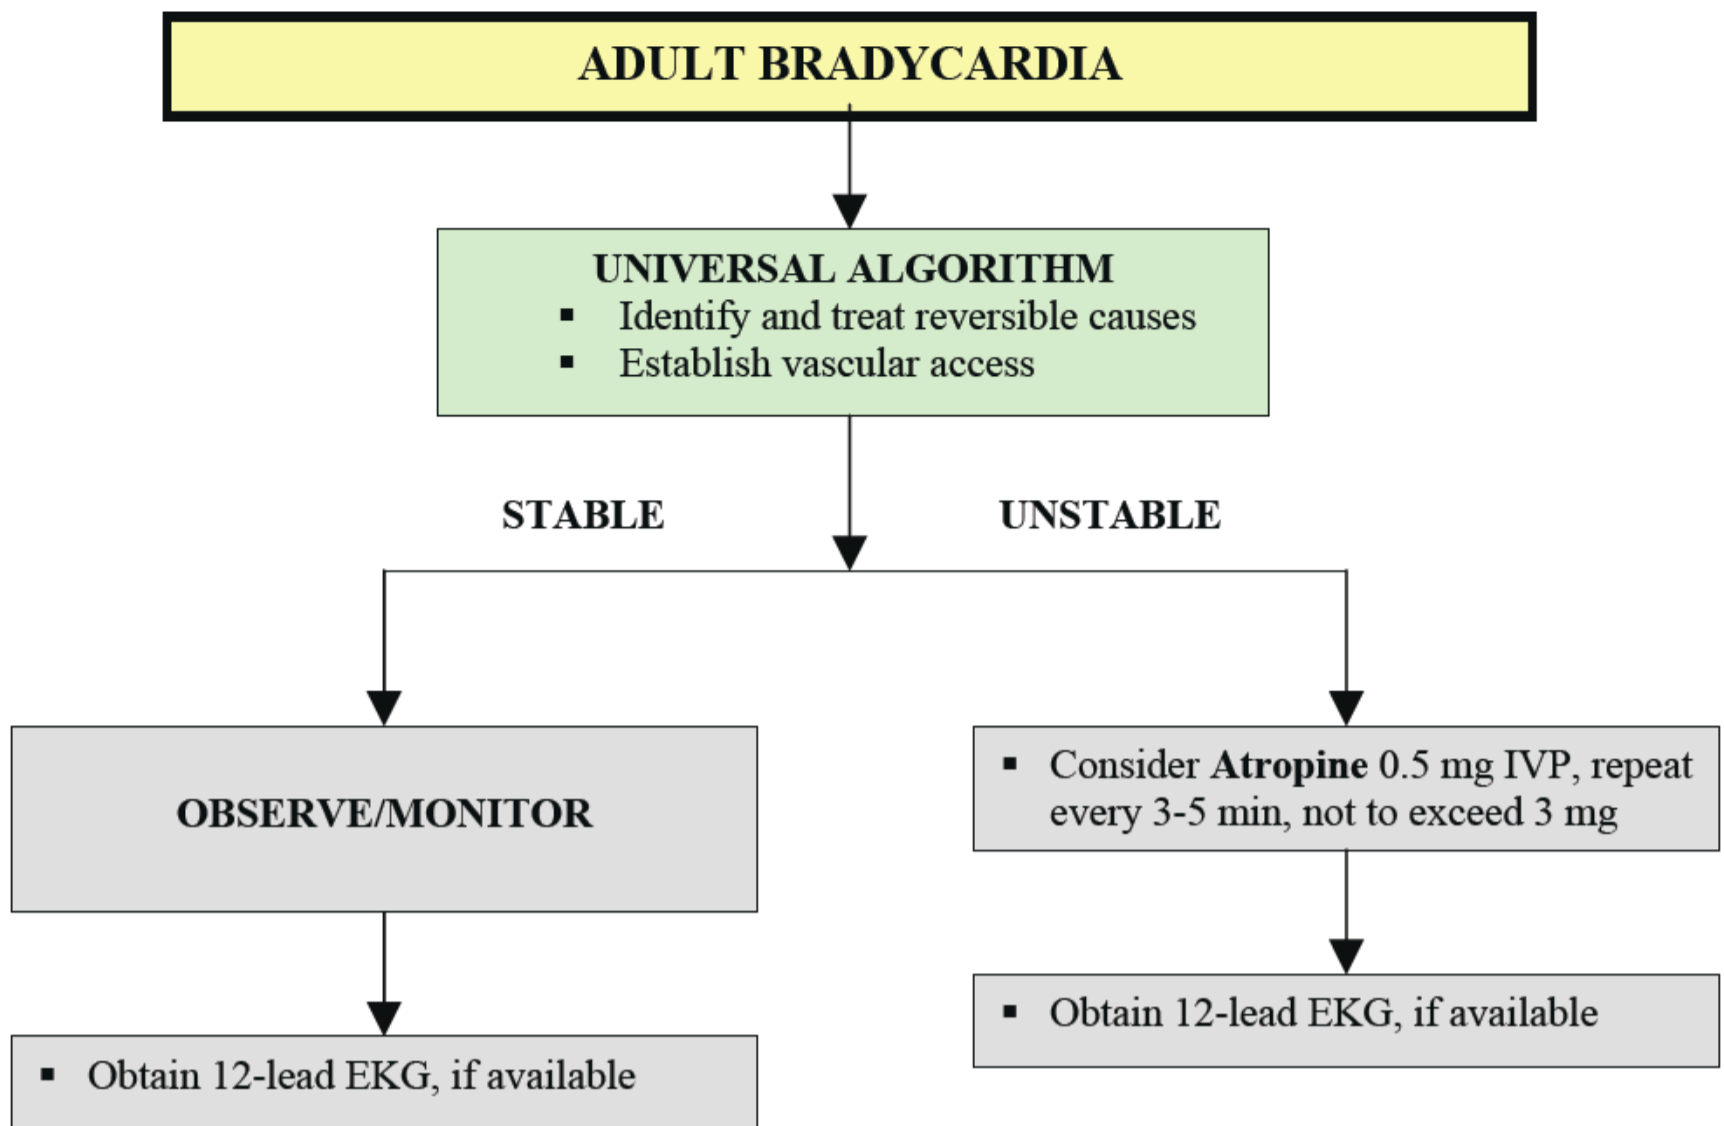 ADULT BRADYCARDIA
UNIVERSAL ALGORITHM
▪ Identify and treat reversible causes
▪ Establish vascular access
STABLE
UNSTABLE
OBSERVE/MONITOR
▪ Obtain 12-lead EKG, if available
▪ Consider Atropine 0.5 mg IVP, repeat
every 3-5 min, not to exceed 3 mg
▪ Obtain 12-lead EKG, if available